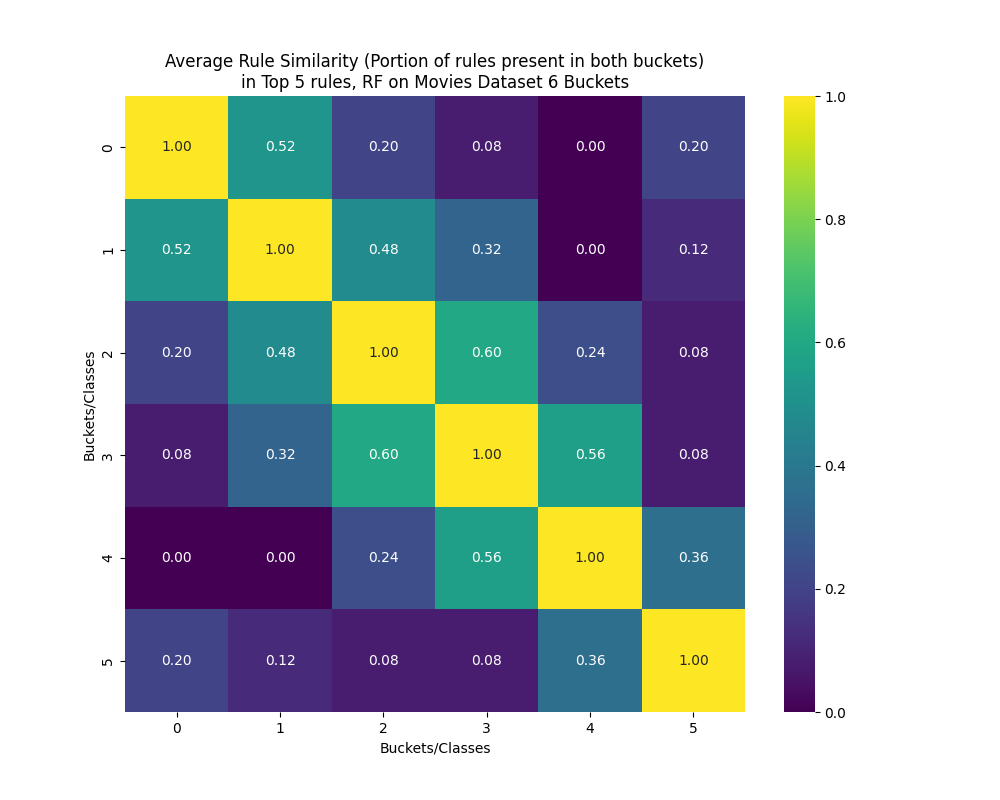 Average Rule Similarity (Portion of rules present in both buckets)
in Top 5 rules, RF on Movies Dataset 6 Buckets
Buckets/Classes
0 1.00 0.52 0.20 0.08 0.00 0.20
1 0.52 1.00 0.48 0.32 0.00 0.12
2 0.20 0.48 1.00 0.60 0.24 0.08
3 0.08 0.32 0.60 1.00 0.56 0.08
4 0.00 0.00 0.24 0.56 1.00 0.36
5 0.20 0.12 0.08 0.08 0.36 1.00
0 1 2 3 4 5
Buckets/Classes
1.0
0.8
0.6
0.4
0.2
0.0